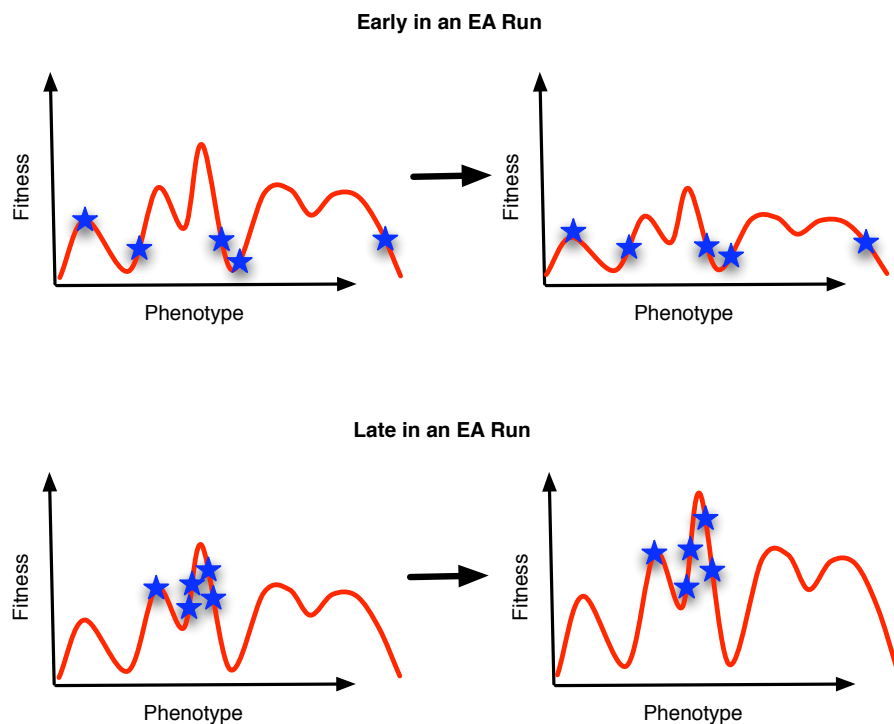 Early in an EA Run
Fitness
Fitness
Phenotype
Phenotype
Late in an EA Run
Fitness
Fitness
Phenotype
Phenotype